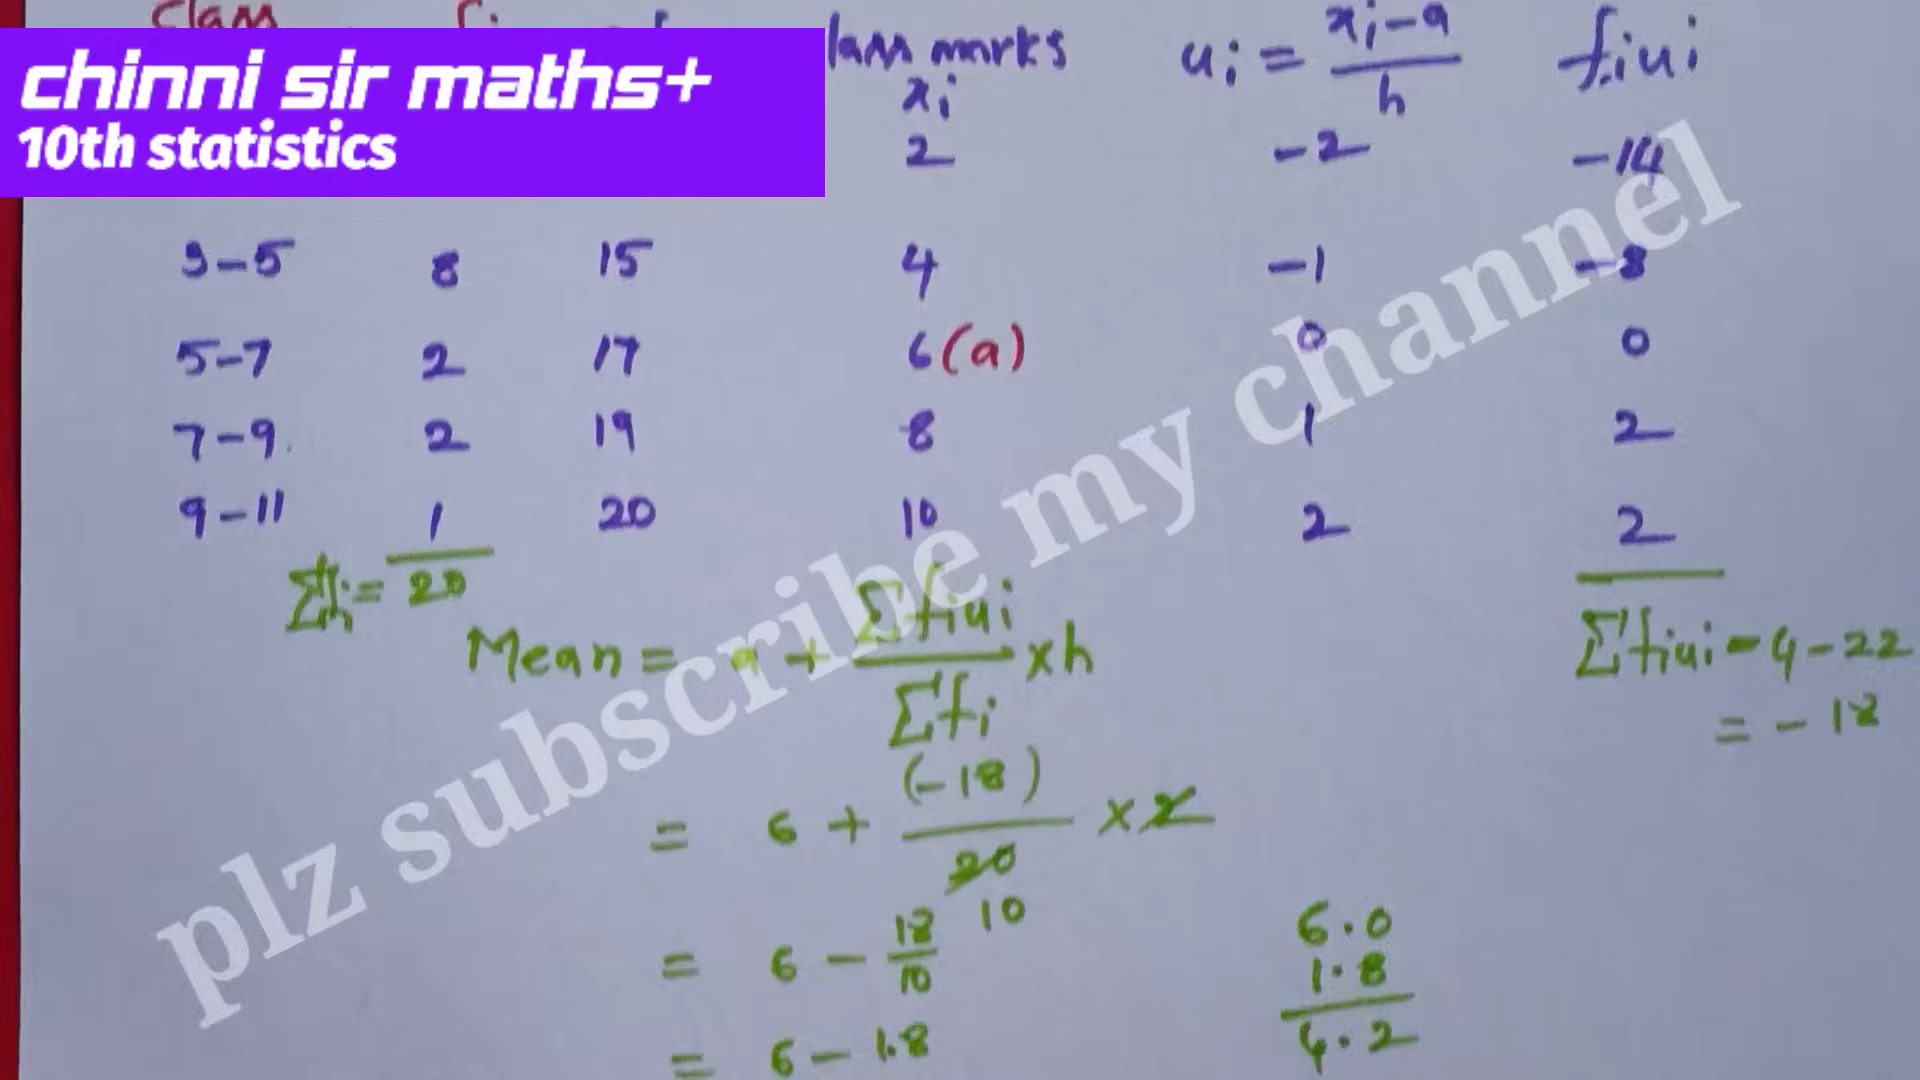 class
chinni sir maths+
10th statistics
marks
xi
ui = xi-a / h
fiui
2 -2 -14
3-5 8 15 4 -1 -8
5-7 2 17 6(a) 0 0
7-9 2 19 8 1 2
9-11 1 20 10 2 2
Σfi = 20
Σfiui = 4-22
= -18
Mean = a + Σfiui / Σfi xh
= 6 + (-18) / 20 x2
10
= 6 - 18/10
= 6 - 1.8
6.0
1.8
4.2
plz subscribe my channel